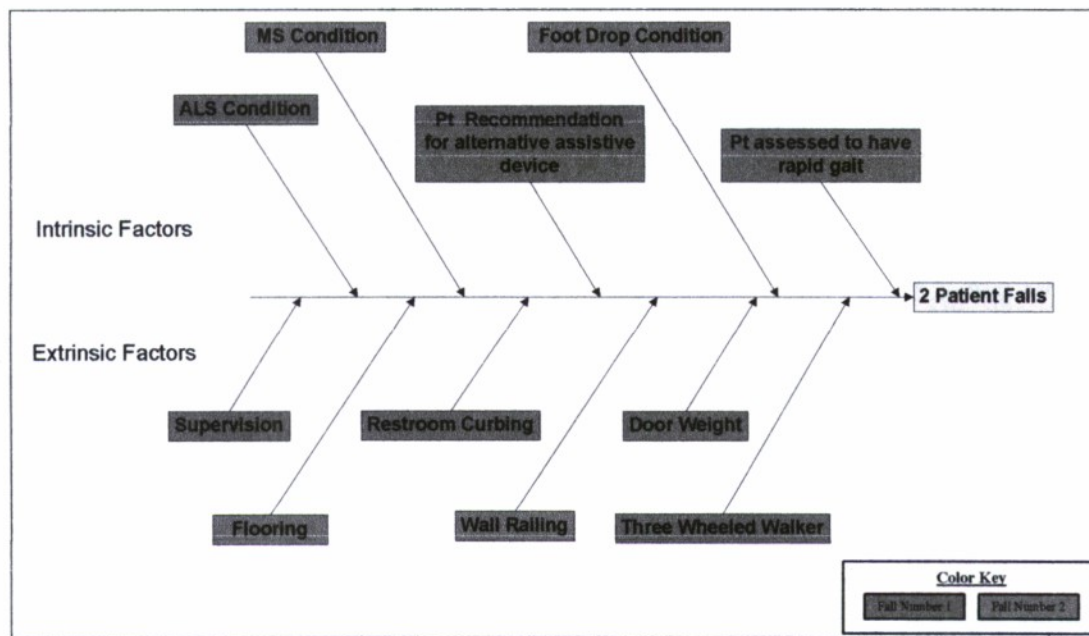 MS Condition
Foot Drop Condition
ALS Condition
Pt Recommendation
for alternative assistive
device
Pt assessed to have
rapid gait
Intrinsic Factors
2 Patient Falls
Extrinsic Factors
Supervision
Restroom Curbing
Door Weight
Flooring
Wall Railing
Three Wheeled Walker
Color Key
Fall Number 1
Fall Number 2